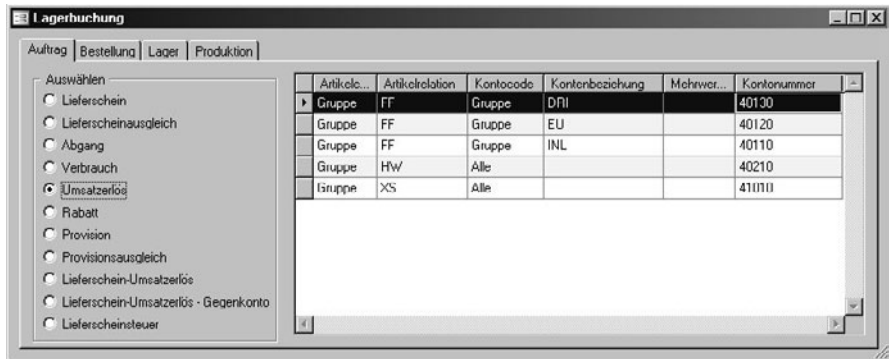 Lagerbuchung
Auftrag Bestellung Lager Produktion
Auswählen
Lieferschein
Lieferscheinausgleich
Abgang
Verbrauch
Umsatzerlös
Rabatt
Provision
Provisionsausgleich
Lieferschein-Umsatzerlös
Lieferschein-Umsatzerlös - Gegenkonto
Lieferscheinsteuer
Artikelc... Artikelrelation Kontocode Kontenbeziehung Mehrwer... Kontonummer
Gruppe FF Gruppe DRI 40130
Gruppe FF Gruppe EU 40120
Gruppe FF Gruppe INL 40110
Gruppe HW Alle 40210
Gruppe XS Alle 41010